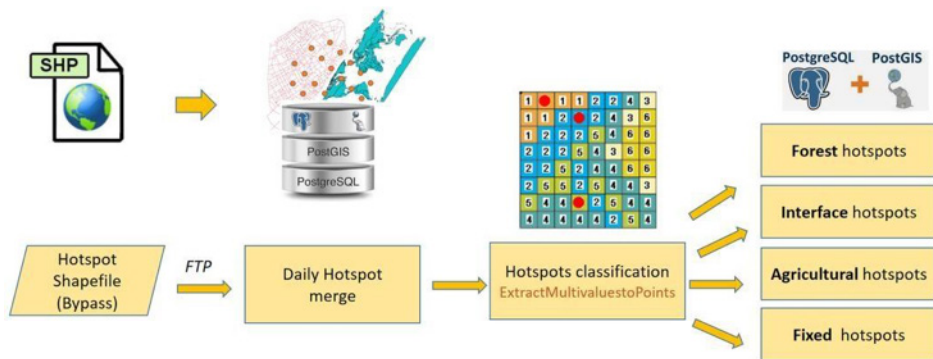 SHP
PostGIS
PostgreSQL
1 1 1 2 2 4 3
1 1 2 2 4 3 6
1 2 2 2 5 4 6 6
2 2 2 5 4 3 6 6
2 2 5 2 4 4 6 6
2 5 5 2 5 4 4 3
5 4 4 2 5 4 4
4 4 4 4 4 2 5 4
PostgreSQL + PostGIS
Hotspot
Shapefile
(Bypass)
FTP
Daily Hotspot
merge
Hotspots classification
ExtractMultivaluestoPoints
Forest hotspots
Interface hotspots
Agricultural hotspots
Fixed hotspots